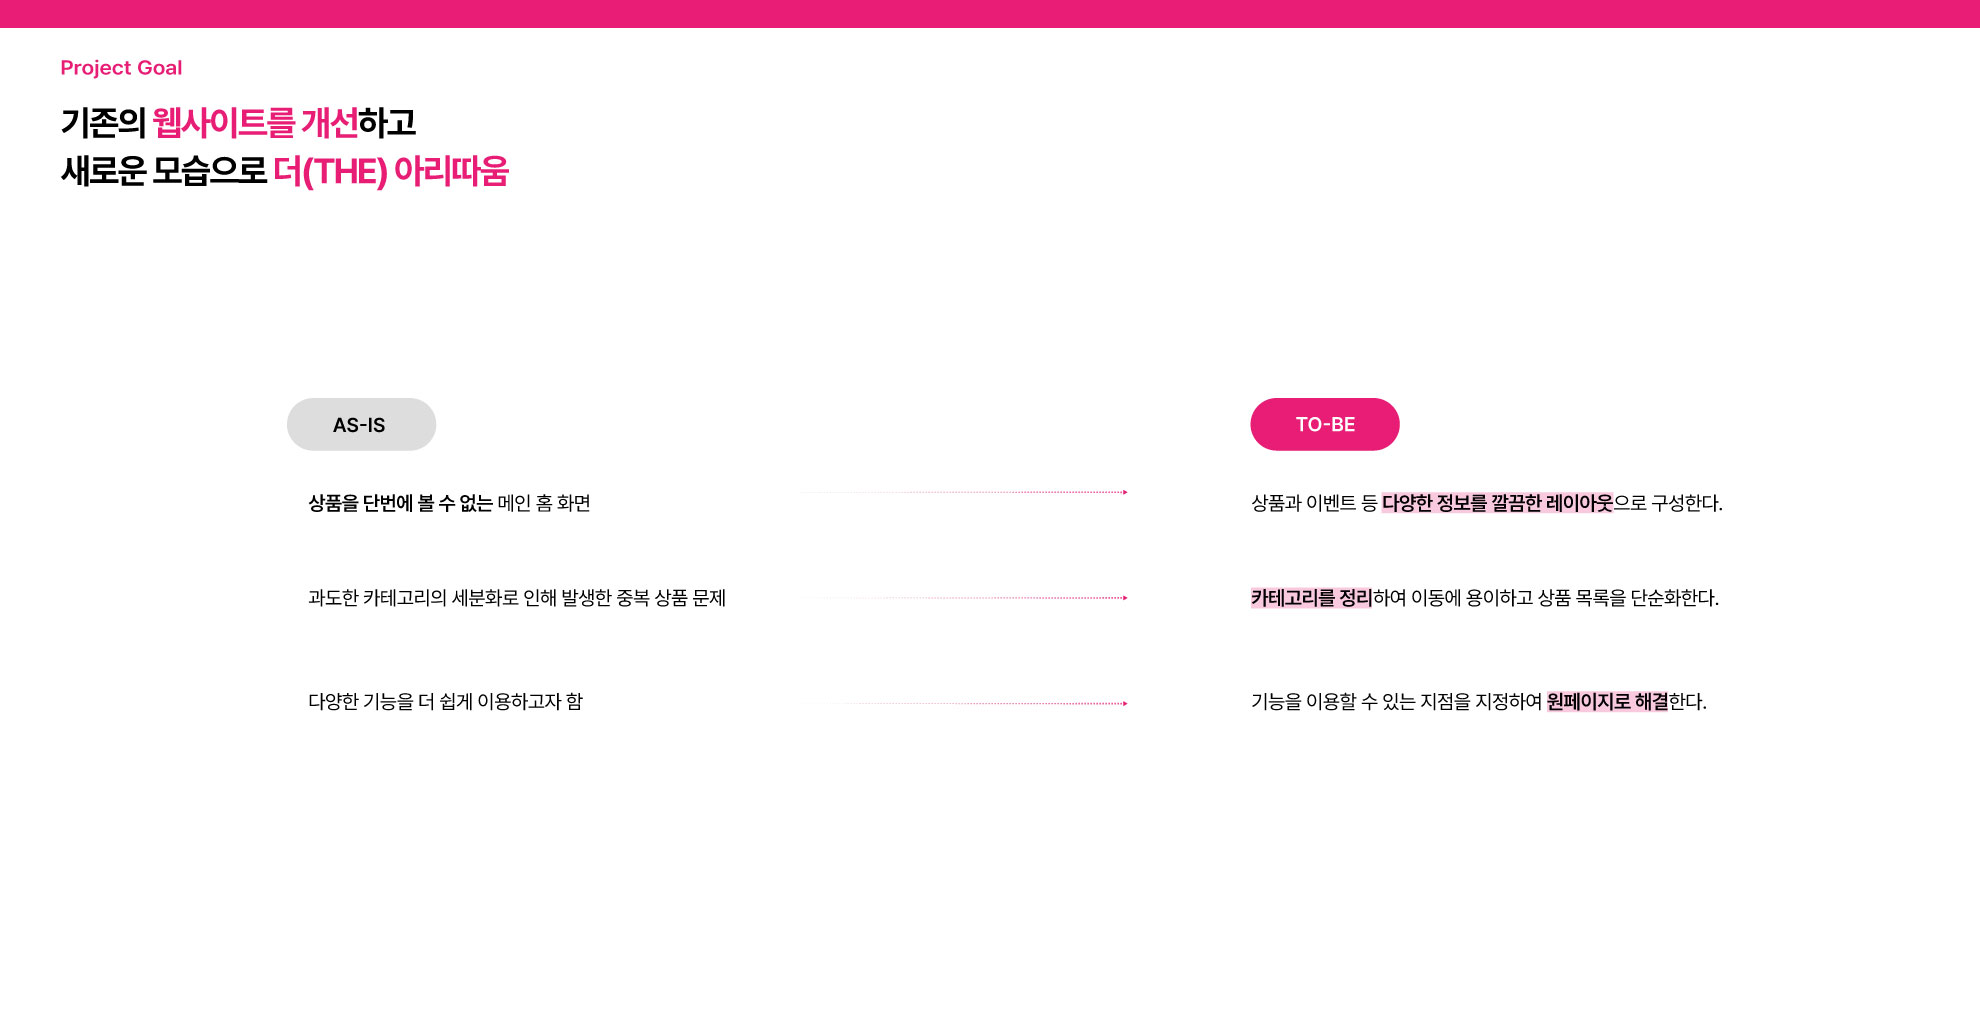 Project Goal
기존의 웹사이트를 개선하고
새로운 모습으로 더(THE) 아리따움
AS-IS
TO-BE
상품을 단번에 볼 수 없는 메인 홈 화면
상품과 이벤트 등 다양한 정보를 깔끔한 레이아웃으로 구성한다.
과도한 카테고리의 세분화로 인해 발생한 중복 상품 문제
카테고리를 정리하여 이동에 용이하고 상품 목록을 단순화한다.
다양한 기능을 더 쉽게 이용하고자 함
기능을 이용할 수 있는 지점을 지정하여 원페이지로 해결한다.